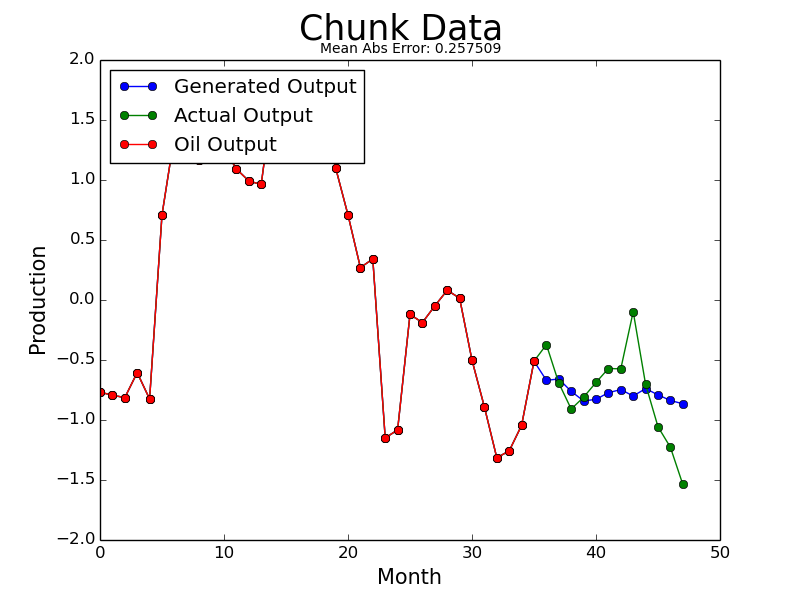 Chunk Data
Mean Abs Error: 0.257509
Generated Output
Actual Output
Oil Output
2.0
1.5
1.0
0.5
0.0
−0.5
−1.0
−1.5
−2.0
Production
0 10 20 30 40 50
Month